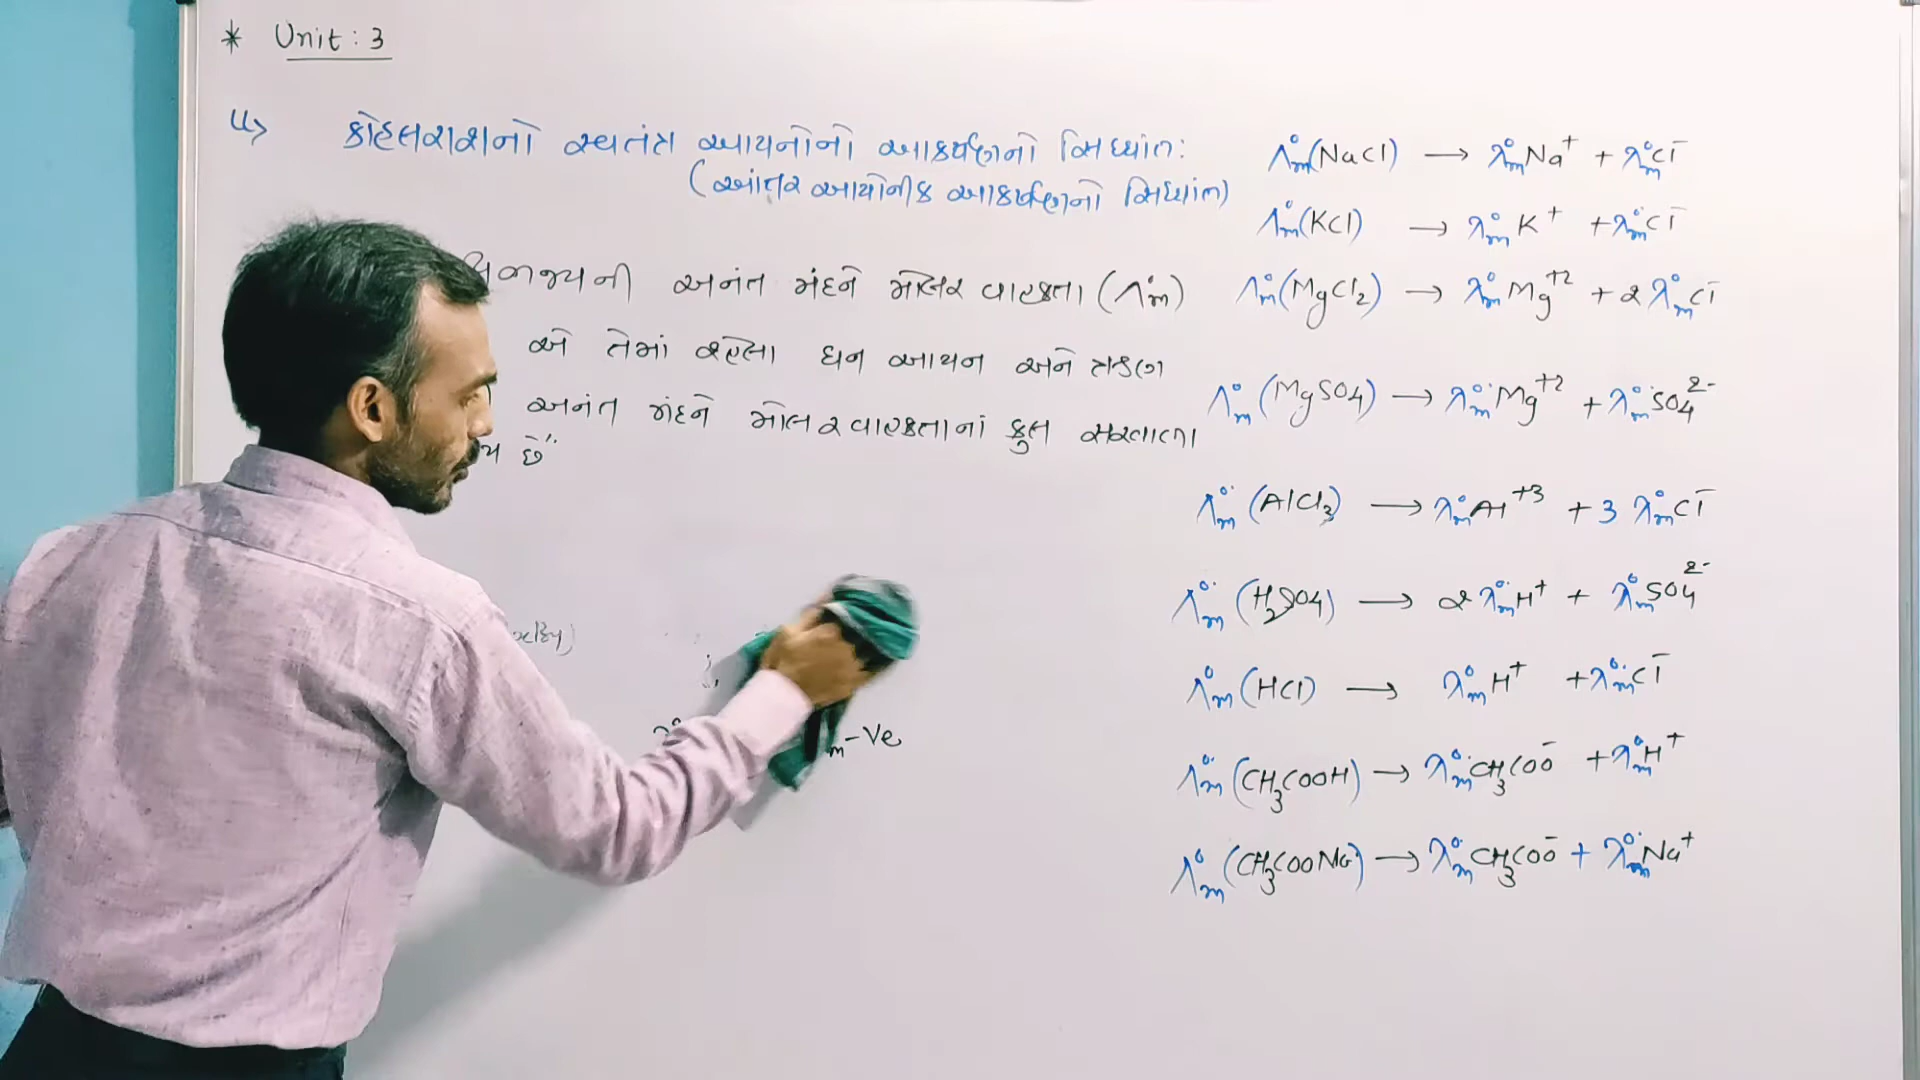 * Unit : 3
4>
કોહલરાશનો સ્વતંત્ર આયનોનો આકર્ષણનો સિધ્ધાંત:
(આંતર આયોનીક આકર્ષણનો સિધ્ધાંત)
અનંત મંદને મોલર વાહકતા (Λ°m)
એ તેમાં રહેલા ધન આયન અને ઋણ
અનંત મંદને મોલર વાહકતાનાં કુલ સરવાળા
છે"
m-Ve
Λ°m(NaCl) → λ°mNa⁺ + λ°mCl⁻
Λ°m(KCl) → λ°mK⁺ + λ°mCl⁻
Λ°m(MgCl₂) → λ°mMg⁺² + 2λ°mCl⁻
Λ°m(MgSO4) → λ°mMg⁺² + λ°mSO4²⁻
Λ°m(AlCl₃) → λ°mAl⁺³ + 3λ°mCl⁻
Λ°m(H₂SO4) → 2λ°mH⁺ + λ°mSO4²⁻
Λ°m(HCl) → λ°mH⁺ + λ°mCl⁻
Λ°m(CH₃COOH) → λ°mCH₃COO⁻ + λ°mH⁺
Λ°m(CH₃COONa) → λ°mCH₃COO⁻ + λ°mNa⁺